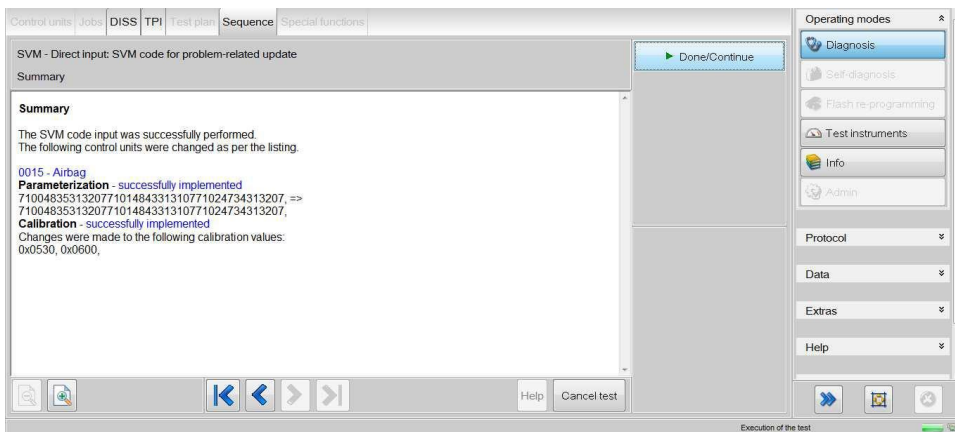 Control units
Jobs
DISS
TPI
Test plan
Sequence
Special functions
SVM - Direct input: SVM code for problem-related update
Summary
Done/Continue
Summary
The SVM code input was successfully performed.
The following control units were changed as per the listing.
0015 - Airbag
Parameterization - successfully implemented
710048353132077101484331310771024734313207, =>
710048353132077101484331310771024734313207,
Calibration - successfully implemented
Changes were made to the following calibration values:
0x0530, 0x0600,
Help
Cancel test
Operating modes
Diagnosis
Self-diagnosis
Flash re-programming
Test instruments
Info
Admin
Protocol
Data
Extras
Help
Execution of the test